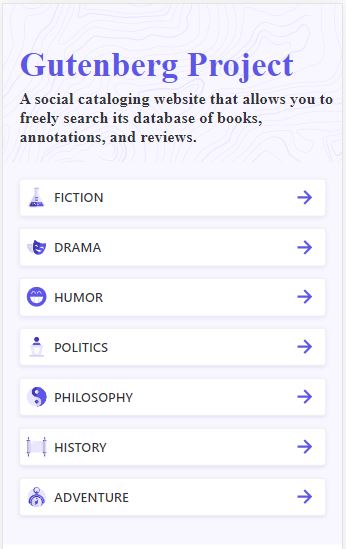 Gutenberg Project
A social cataloging website that allows you to
freely search its database of books,
annotations, and reviews.
FICTION
DRAMA
HUMOR
POLITICS
PHILOSOPHY
HISTORY
ADVENTURE